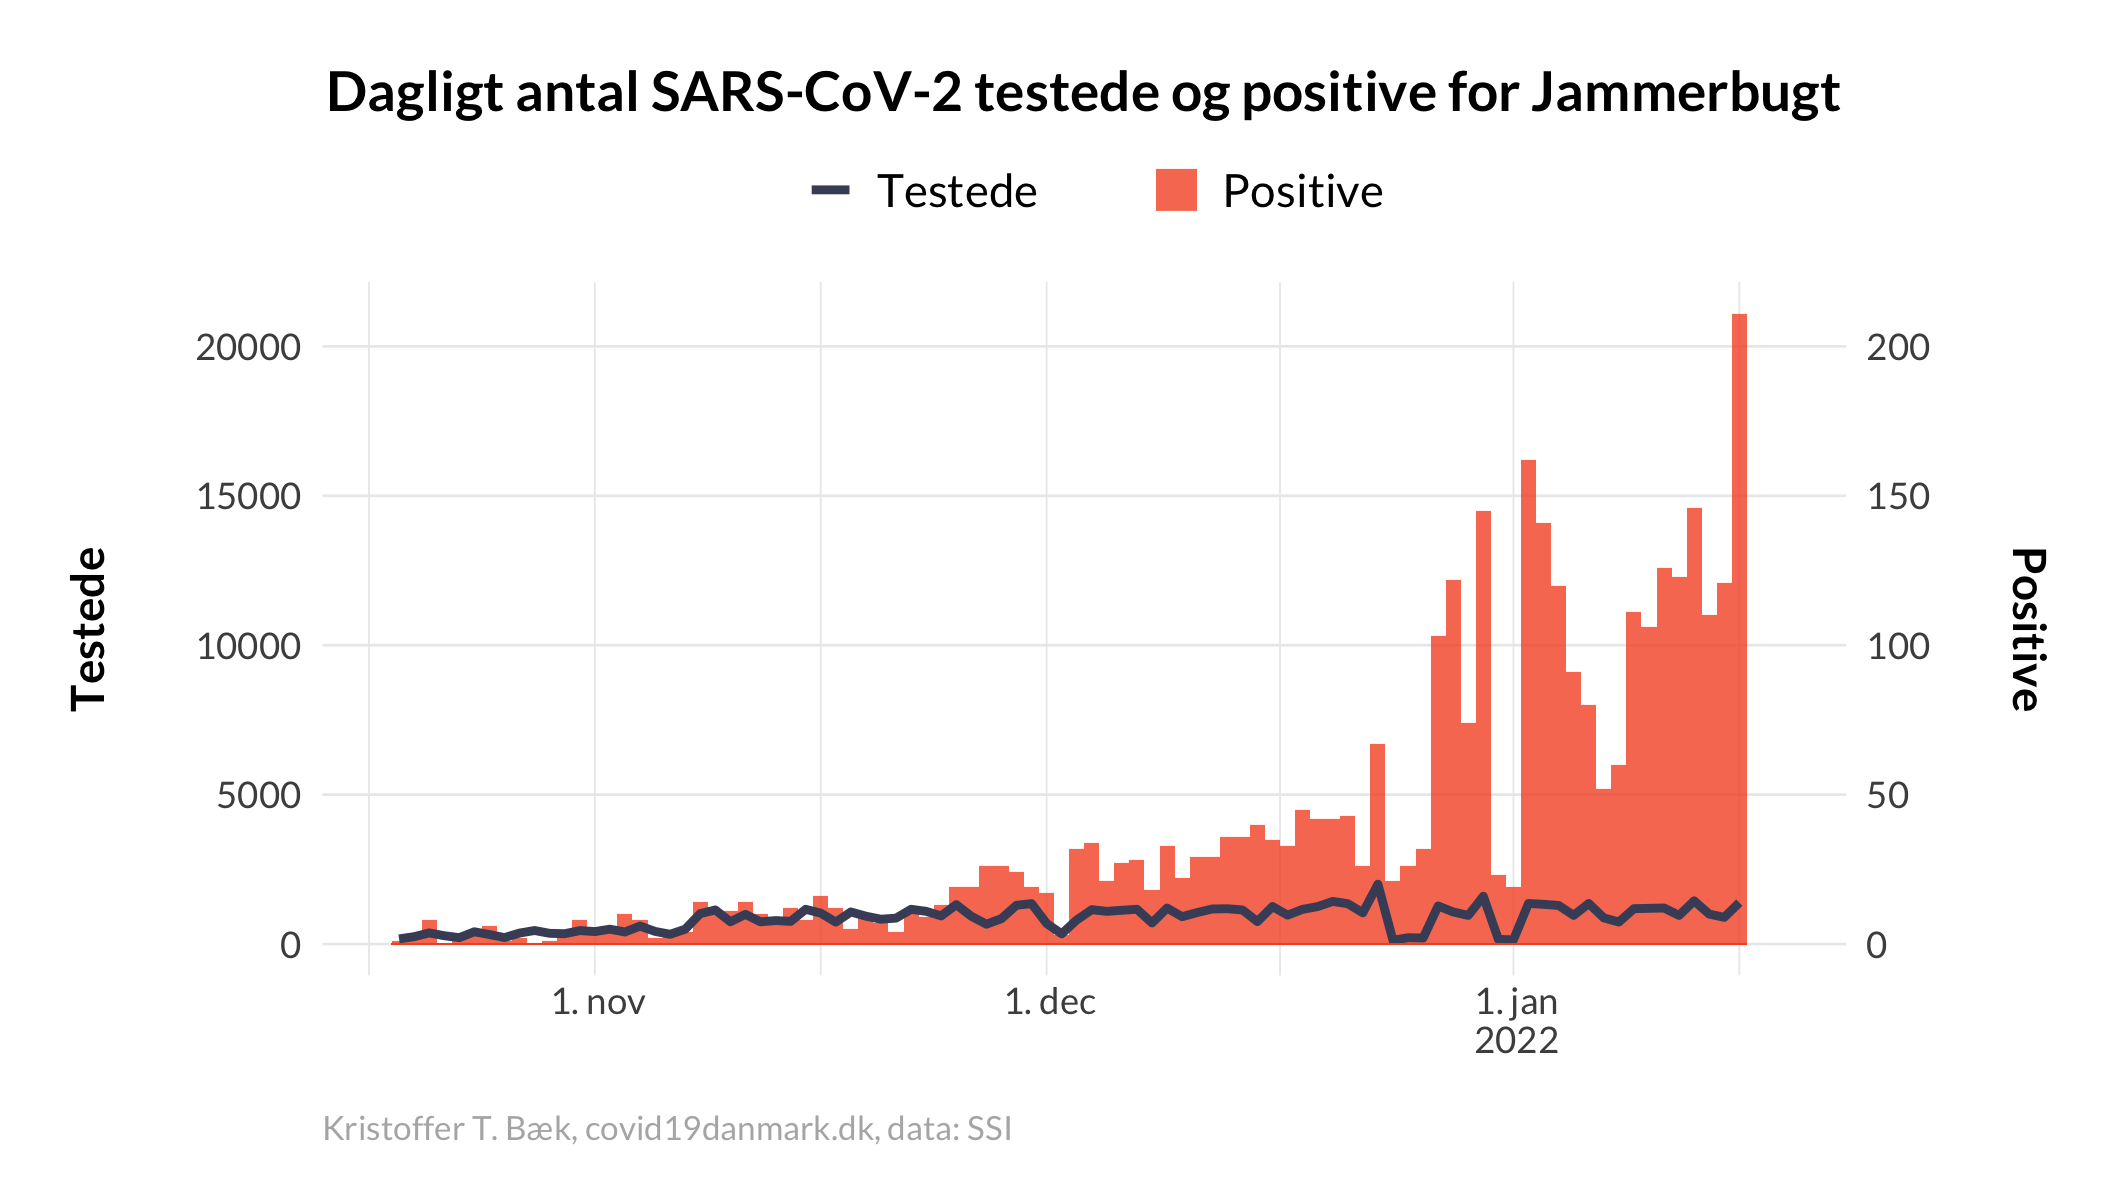 Dagligt antal SARS-CoV-2 testede og positive for Jammerbugt
Testede Positive
20000 200
15000 150
10000 100
5000 50
0 0
Testede
Positive
1. nov 1. dec 1. jan
2022
Kristoffer T. Bæk, covid19danmark.dk, data: SSI